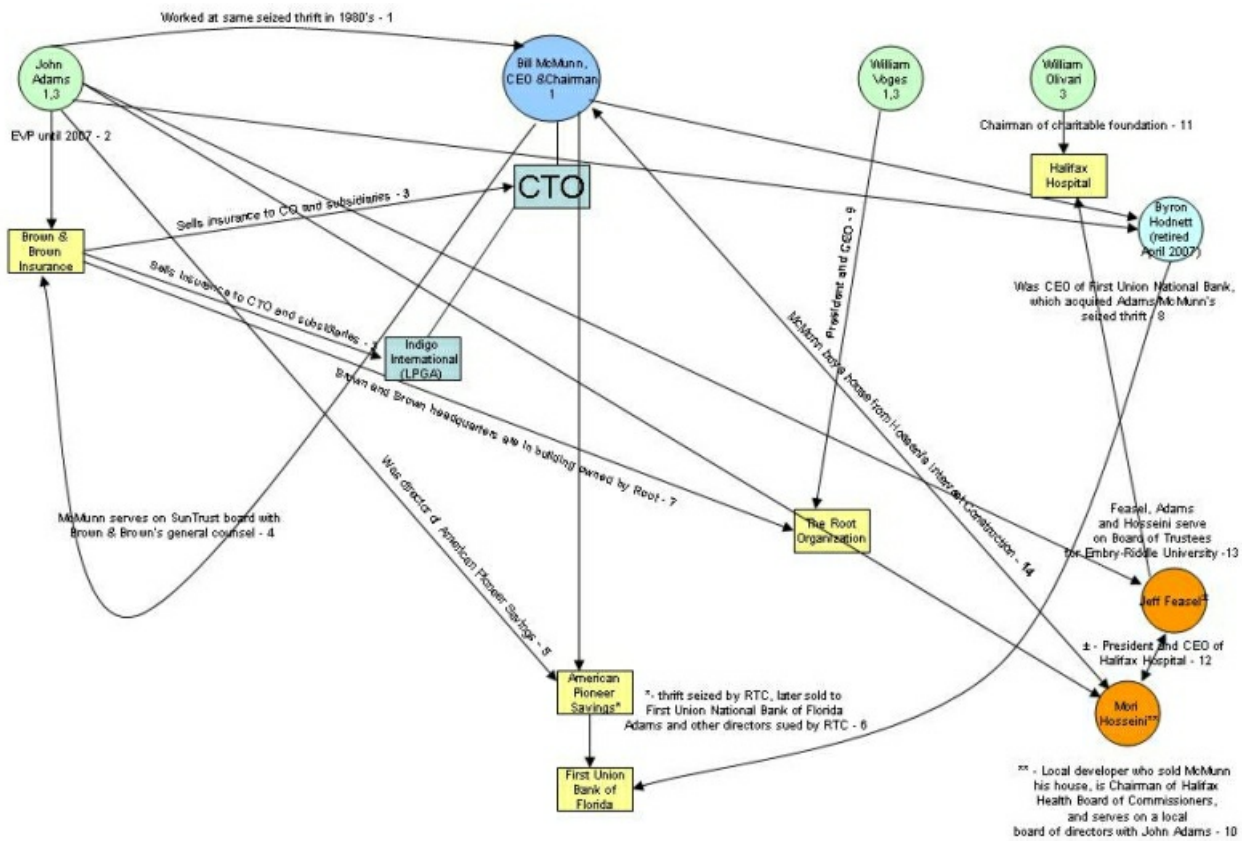 Worked at same seized thrift in 1980's - 1
John
Adams
1,3
Bill McMunn,
CEO &Chairman
1
William
Voges
1,3
William
Olivari
3
EVP until 2007 - 2
Chairman of charitable foundation - 11
Halifax
Hospital
CTO
Sells insurance to CO and subsidiaries - 3
Brown &
Brown
Insurance
Byron
Hodnett
(retired
April 2007)
President and CEO - 9
Was CEO of First Union National Bank,
which acquired Adams/McMunn's
seized thrift - 8
Sells insurance to CTO and subsidiaries -
Indigo
International
(LPGA)
McMunn buys house from Hosseini's Intervest Construction - 14
Brown and Brown headquarters are in building owned by Root - 7
Was director of American Pioneer Savings - 5
McMunn serves on SunTrust board with
Brown & Brown's general counsel - 4
The Root
Organization
Feasel, Adams
and Hosseini serve
on Board of Trustees
for Embry-Riddle University -13
Jeff Feasel±
± - President and CEO of
Halifax Hospital - 12
American
Pioneer
Savings*
*- thrift seized by RTC, later sold to
First Union National Bank of Florida
Adams and other directors sued by RTC - 6
Mori
Hosseini**
First Union
Bank of
Florida
** - Local developer who sold McMunn
his house, is Chairman of Halifax
Health Board of Commissioners,
and serves on a local
board of directors with John Adams - 10